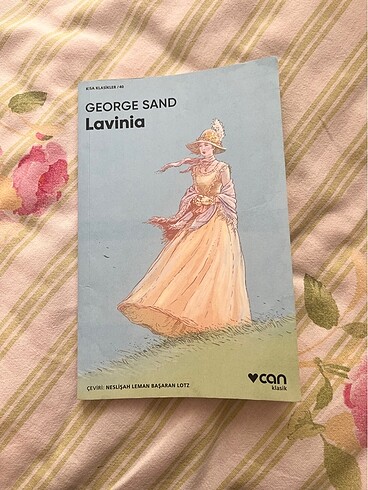 KISA KLASİKLER / 46
GEORGE SAND
Lavinia
can
klasik
ÇEVİRİ: NESLİŞAH LEMAN BAŞARAN LOTZ